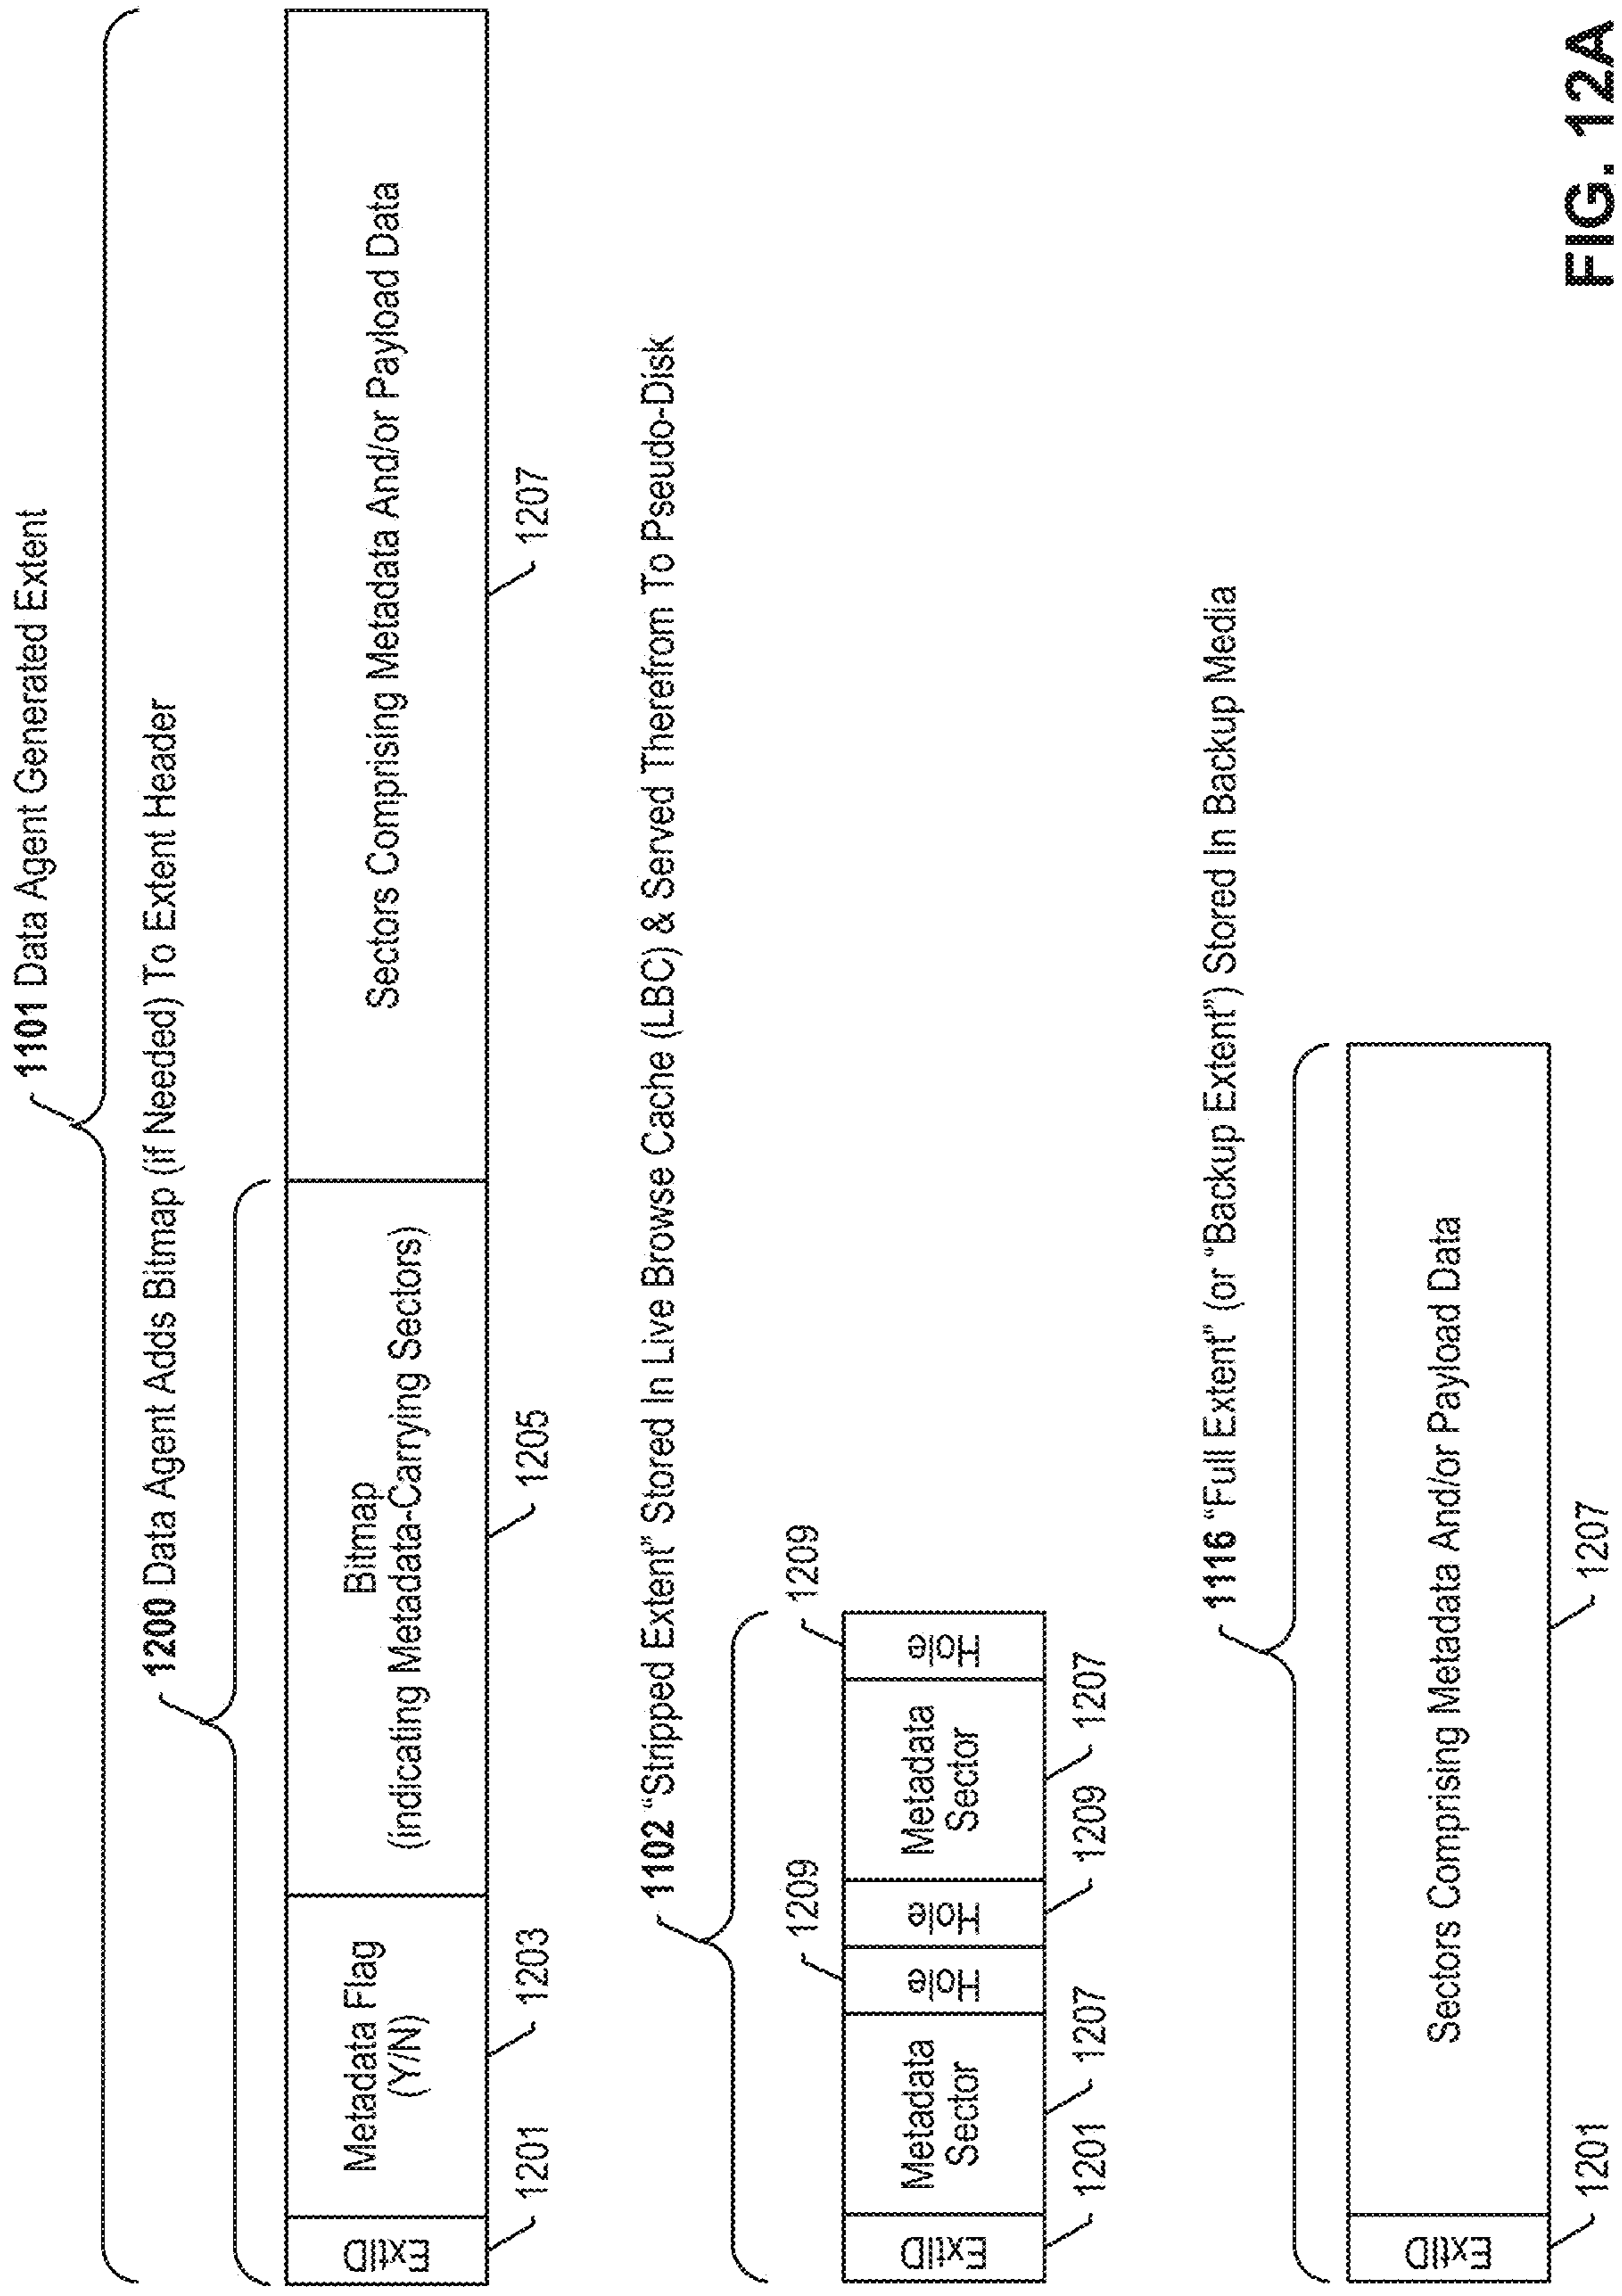 1101 Data Agent Generated Extent
1200 Data Agent Adds Bitmap (if Needed) To Extent Header
ExtID
Metadata Flag
(Y/N)
Bitmap
(indicating Metadata-Carrying Sectors)
Sectors Comprising Metadata And/or Payload Data
1201
1203
1205
1207
1102 “Stripped Extent” Stored In Live Browse Cache (LBC) & Served Therefrom To Pseudo-Disk
1209
1209
ExtID
Metadata
Sector
Hole
Hole
Metadata
Sector
Hole
1201
1207
1209
1207
1116 “Full Extent” (or “Backup Extent”) Stored In Backup Media
ExtID
Sectors Comprising Metadata And/or Payload Data
1201
1207
FIG. 12A